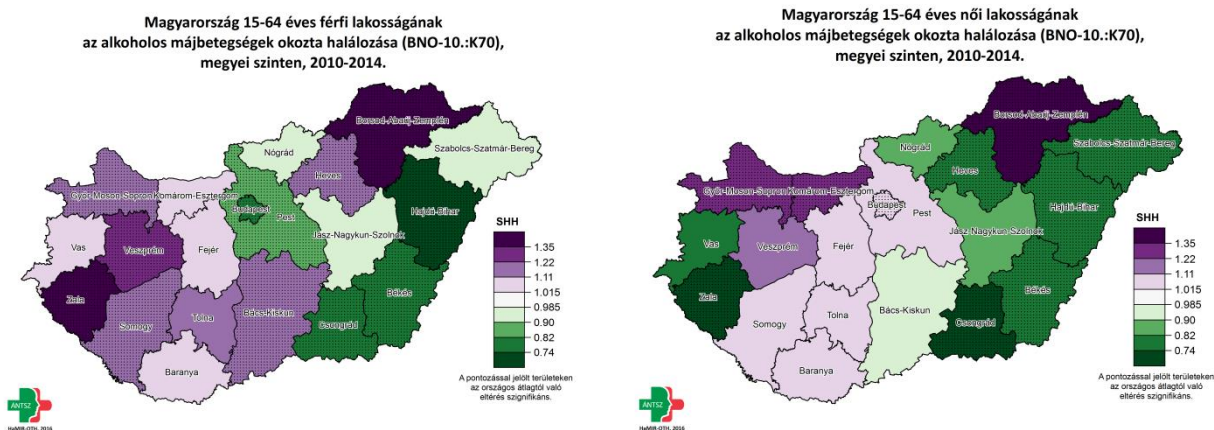 Magyarország 15-64 éves férfi lakosságának
az alkoholos májbetegségek okozta halálozása (BNO-10.:K70),
megyei szinten, 2010-2014.
Borsod-Abaúj-Zemplén
Szabolcs-Szatmár-Bereg
Nógrád
Heves
Győr-Moson-Sopron
Komárom-Esztergom
Hajdú-Bihar
Budapest
Pest
Jász-Nagykun-Szolnok
Vas
Veszprém
Fejér
Zala
Békés
Somogy
Tolna
Bács-Kiskun
Csongrád
Baranya
SHH
1.35
1.22
1.11
1.015
0.985
0.90
0.82
0.74
A pontozással jelölt területeken
az országos átlagtól való
eltérés szignifikáns.
ÁNTSZ
HeMIR-OTH, 2016
Magyarország 15-64 éves női lakosságának
az alkoholos májbetegségek okozta halálozása (BNO-10.:K70),
megyei szinten, 2010-2014.
Borsod-Abaúj-Zemplén
Szabolcs-Szatmár-Bereg
Nógrád
Heves
Győr-Moson-Sopron
Komárom-Esztergom
Hajdú-Bihar
Budapest
Pest
Jász-Nagykun-Szolnok
Vas
Veszprém
Fejér
Zala
Békés
Somogy
Tolna
Bács-Kiskun
Csongrád
Baranya
SHH
1.35
1.22
1.11
1.015
0.985
0.90
0.82
0.74
A pontozással jelölt területeken
az országos átlagtól való
eltérés szignifikáns.
ÁNTSZ
HeMIR-OTH, 2016